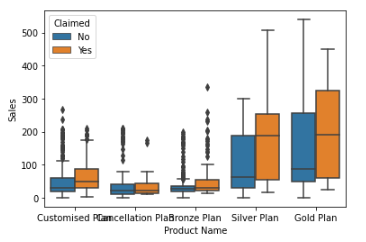 Claimed
No
Yes
500
400
300
200
100
0
Sales
Customised Plan Cancellation Plan Bronze Plan Silver Plan Gold Plan
Product Name